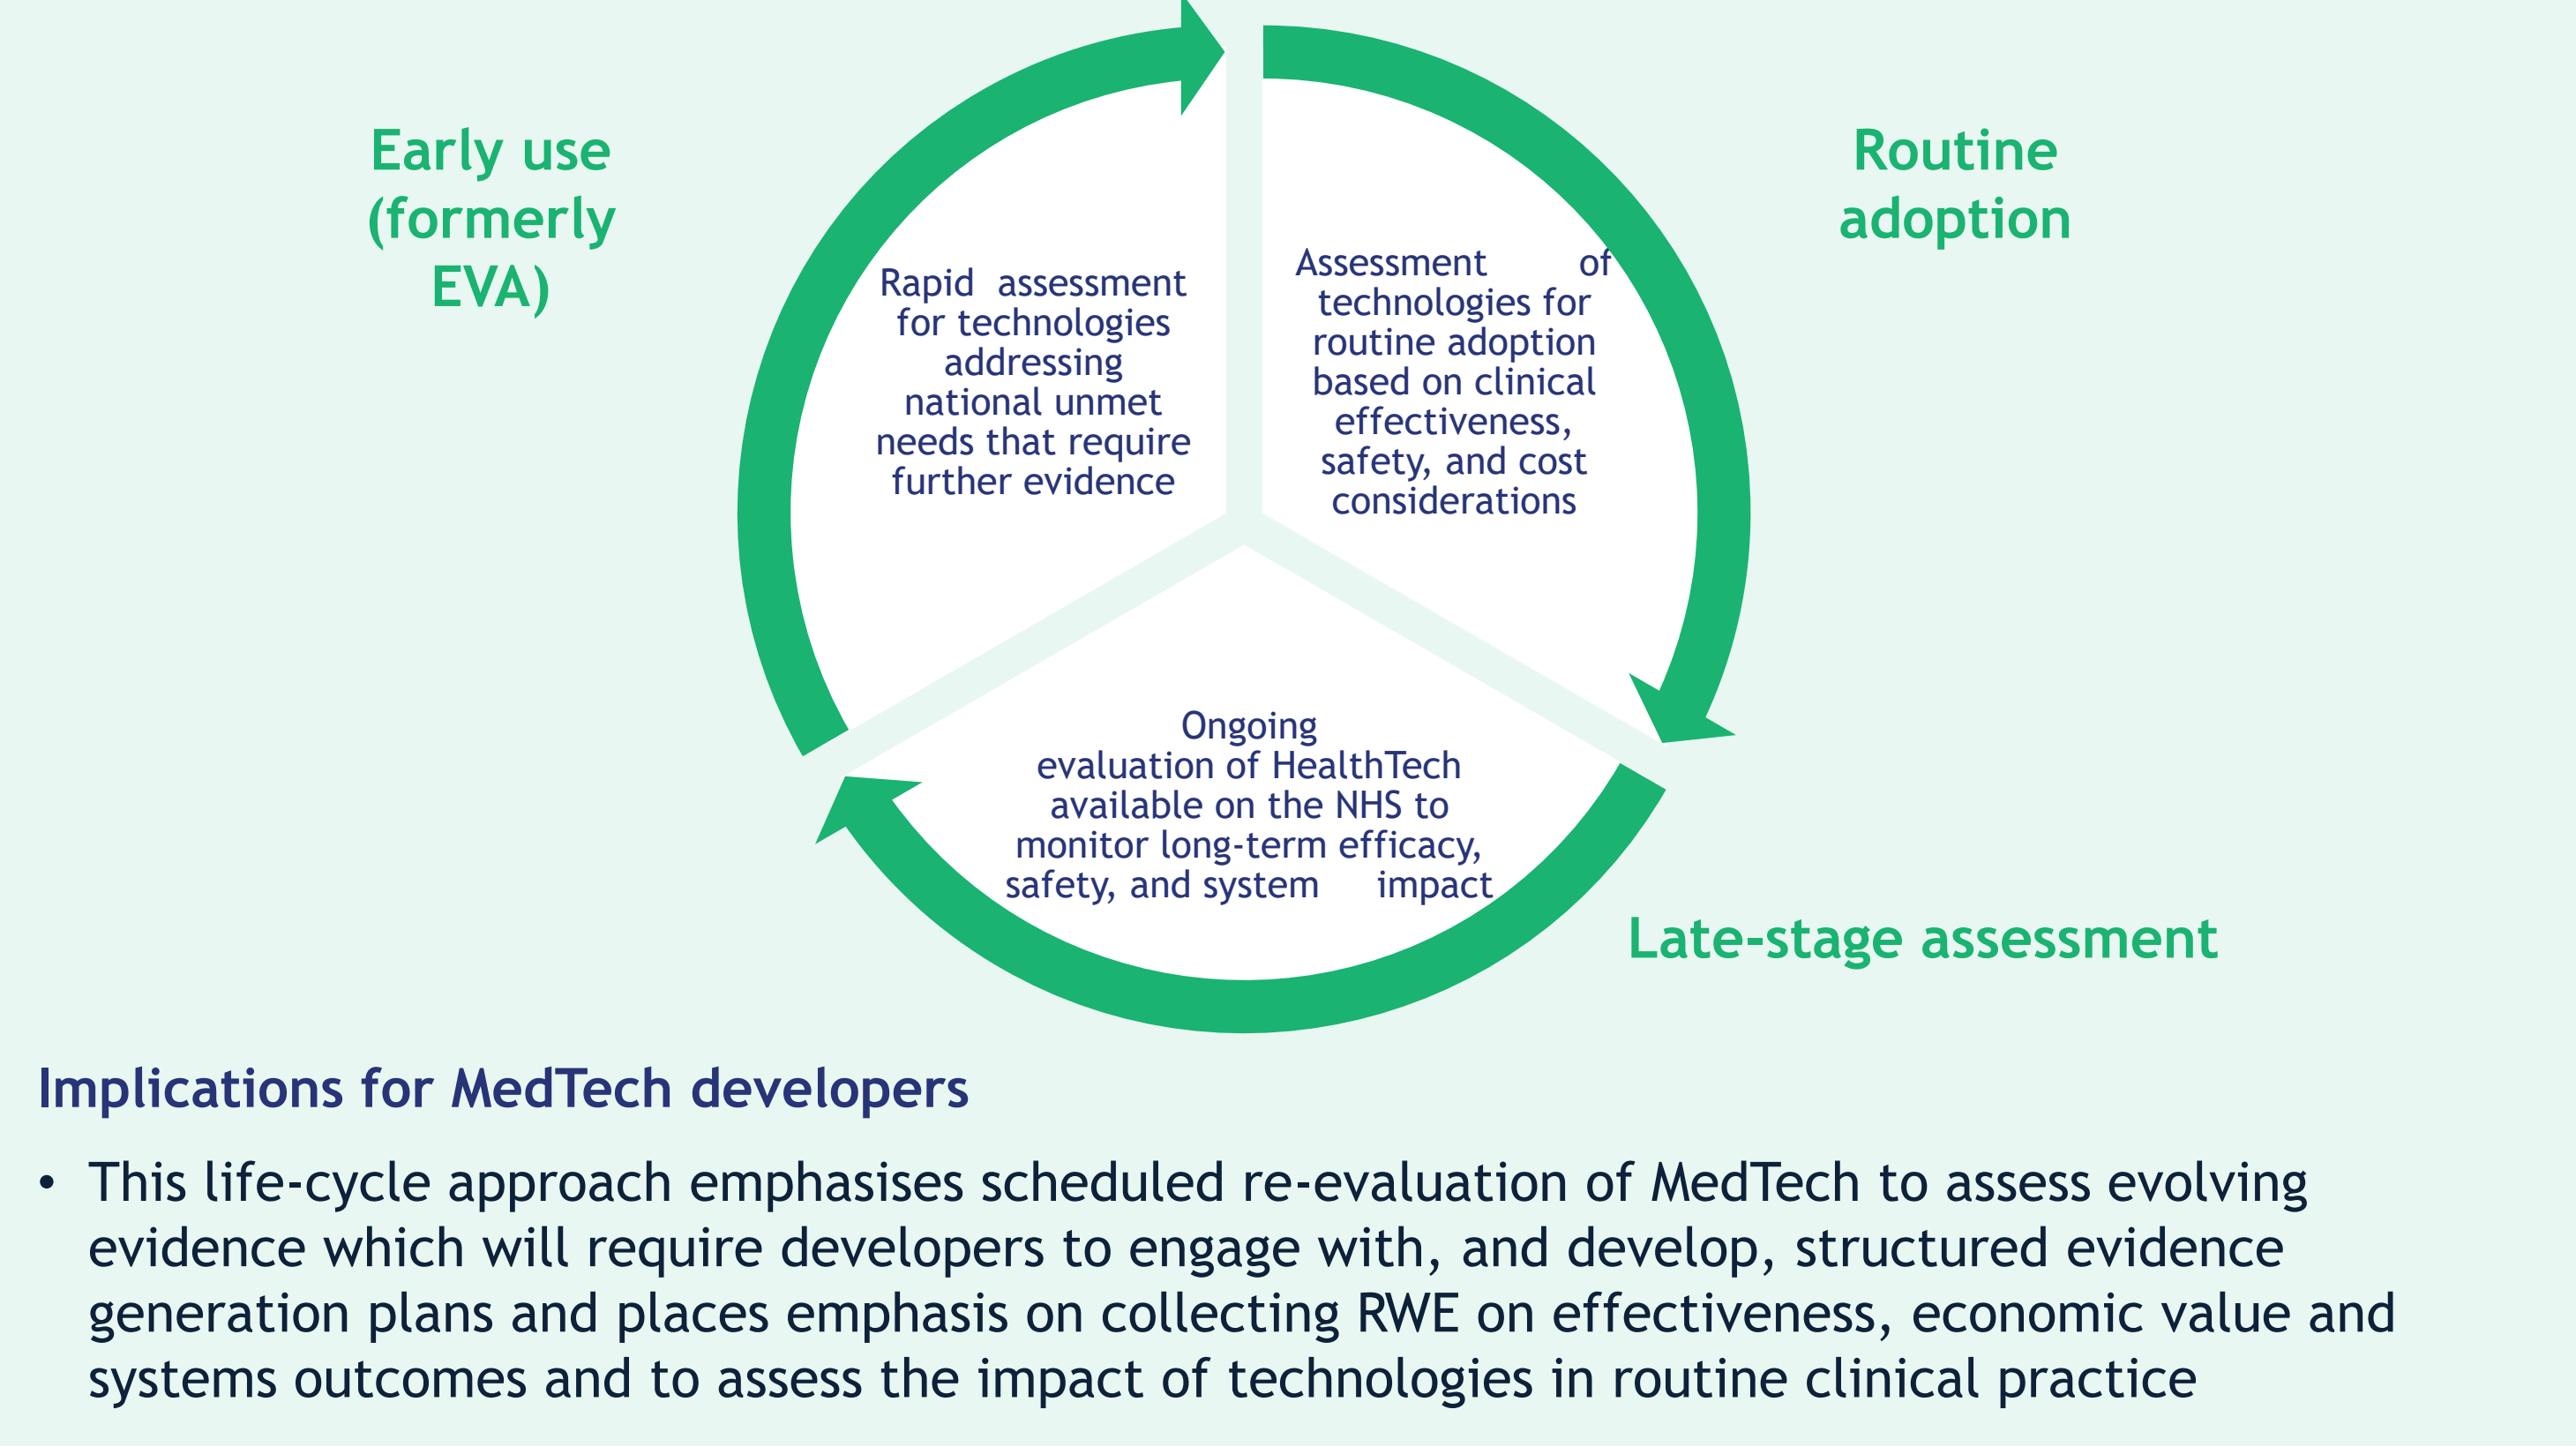 Early use
(formerly
EVA)
Rapid assessment
for technologies
addressing
national unmet
needs that require
further evidence
Routine
adoption
Assessment of
technologies for
routine adoption
based on clinical
effectiveness,
safety, and cost
considerations
Ongoing
evaluation of HealthTech
available on the NHS to
monitor long-term efficacy,
safety, and system impact
Late-stage assessment
Implications for MedTech developers
• This life-cycle approach emphasises scheduled re-evaluation of MedTech to assess evolving
evidence which will require developers to engage with, and develop, structured evidence
generation plans and places emphasis on collecting RWE on effectiveness, economic value and
systems outcomes and to assess the impact of technologies in routine clinical practice